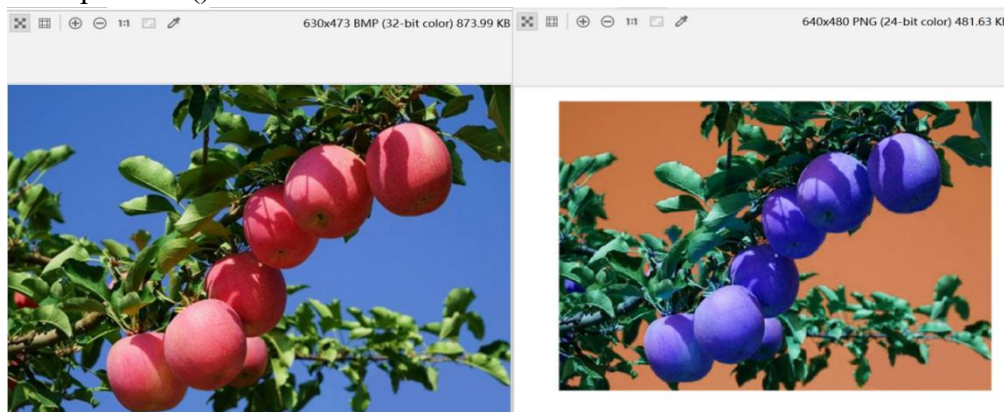 1:1
630x473 BMP (32-bit color) 873.99 KB
1:1
640x480 PNG (24-bit color) 481.63